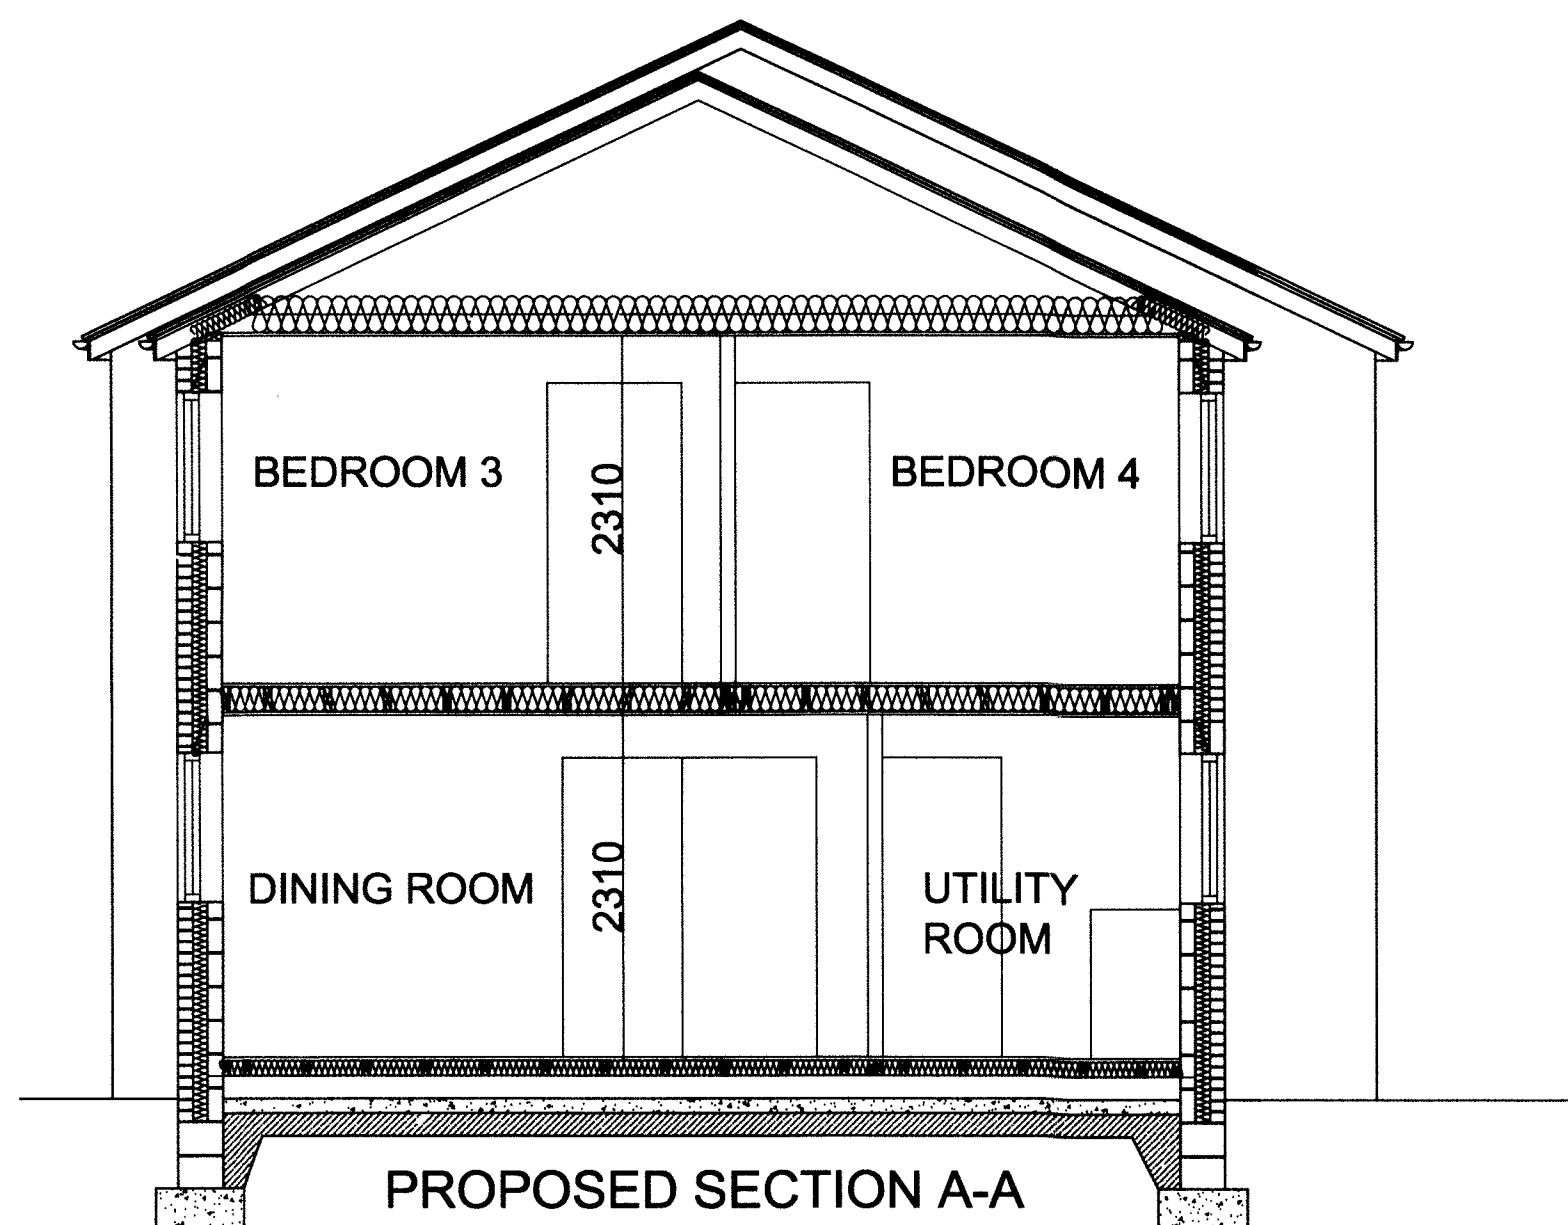 BEDROOM 3
2310
BEDROOM 4
DINING ROOM
2310
UTILITY
ROOM
PROPOSED SECTION A-A